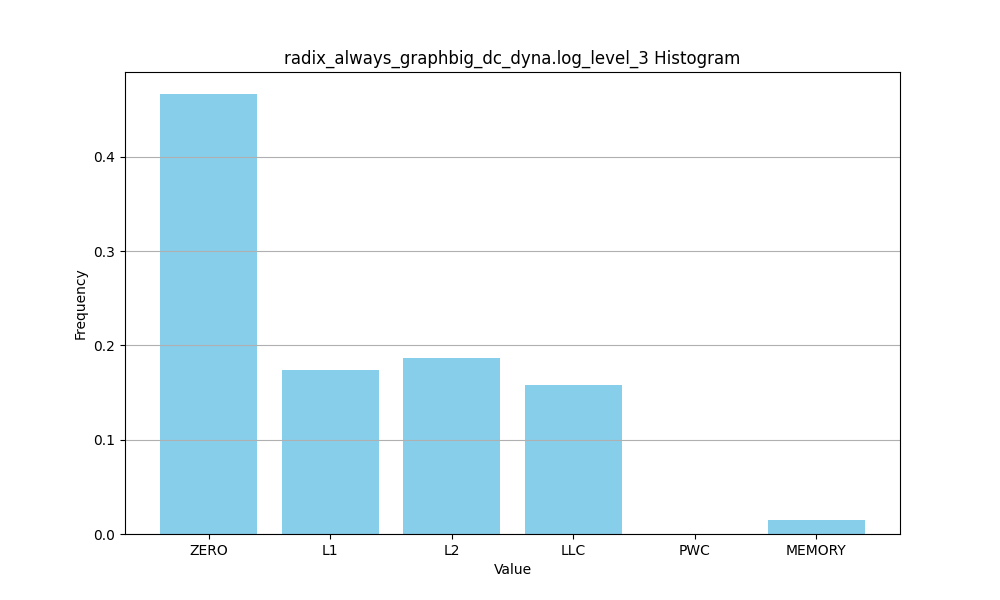 radix_always_graphbig_dc_dyna.log_level_3 Histogram
Frequency
0.4
0.3
0.2
0.1
0.0
ZERO L1 L2 LLC PWC MEMORY
Value